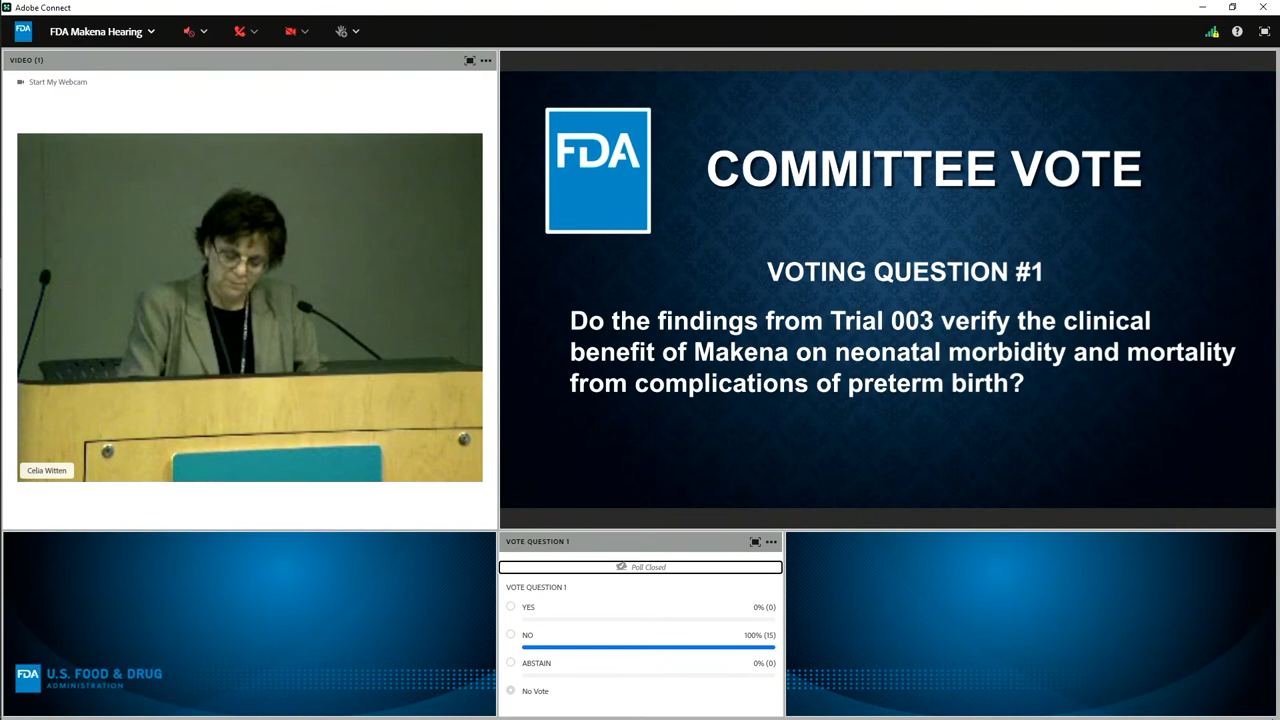 Adobe Connect
FDA
FDA Makena Hearing
VIDEO (1)
Start My Webcam
Celia Witten
FDA
COMMITTEE VOTE
VOTING QUESTION #1
Do the findings from Trial 003 verify the clinical
benefit of Makena on neonatal morbidity and mortality
from complications of preterm birth?
VOTE QUESTION 1
Poll Closed
VOTE QUESTION 1
YES 0% (0)
NO 100% (15)
ABSTAIN 0% (0)
No Vote
FDA U.S. FOOD & DRUG
ADMINISTRATION